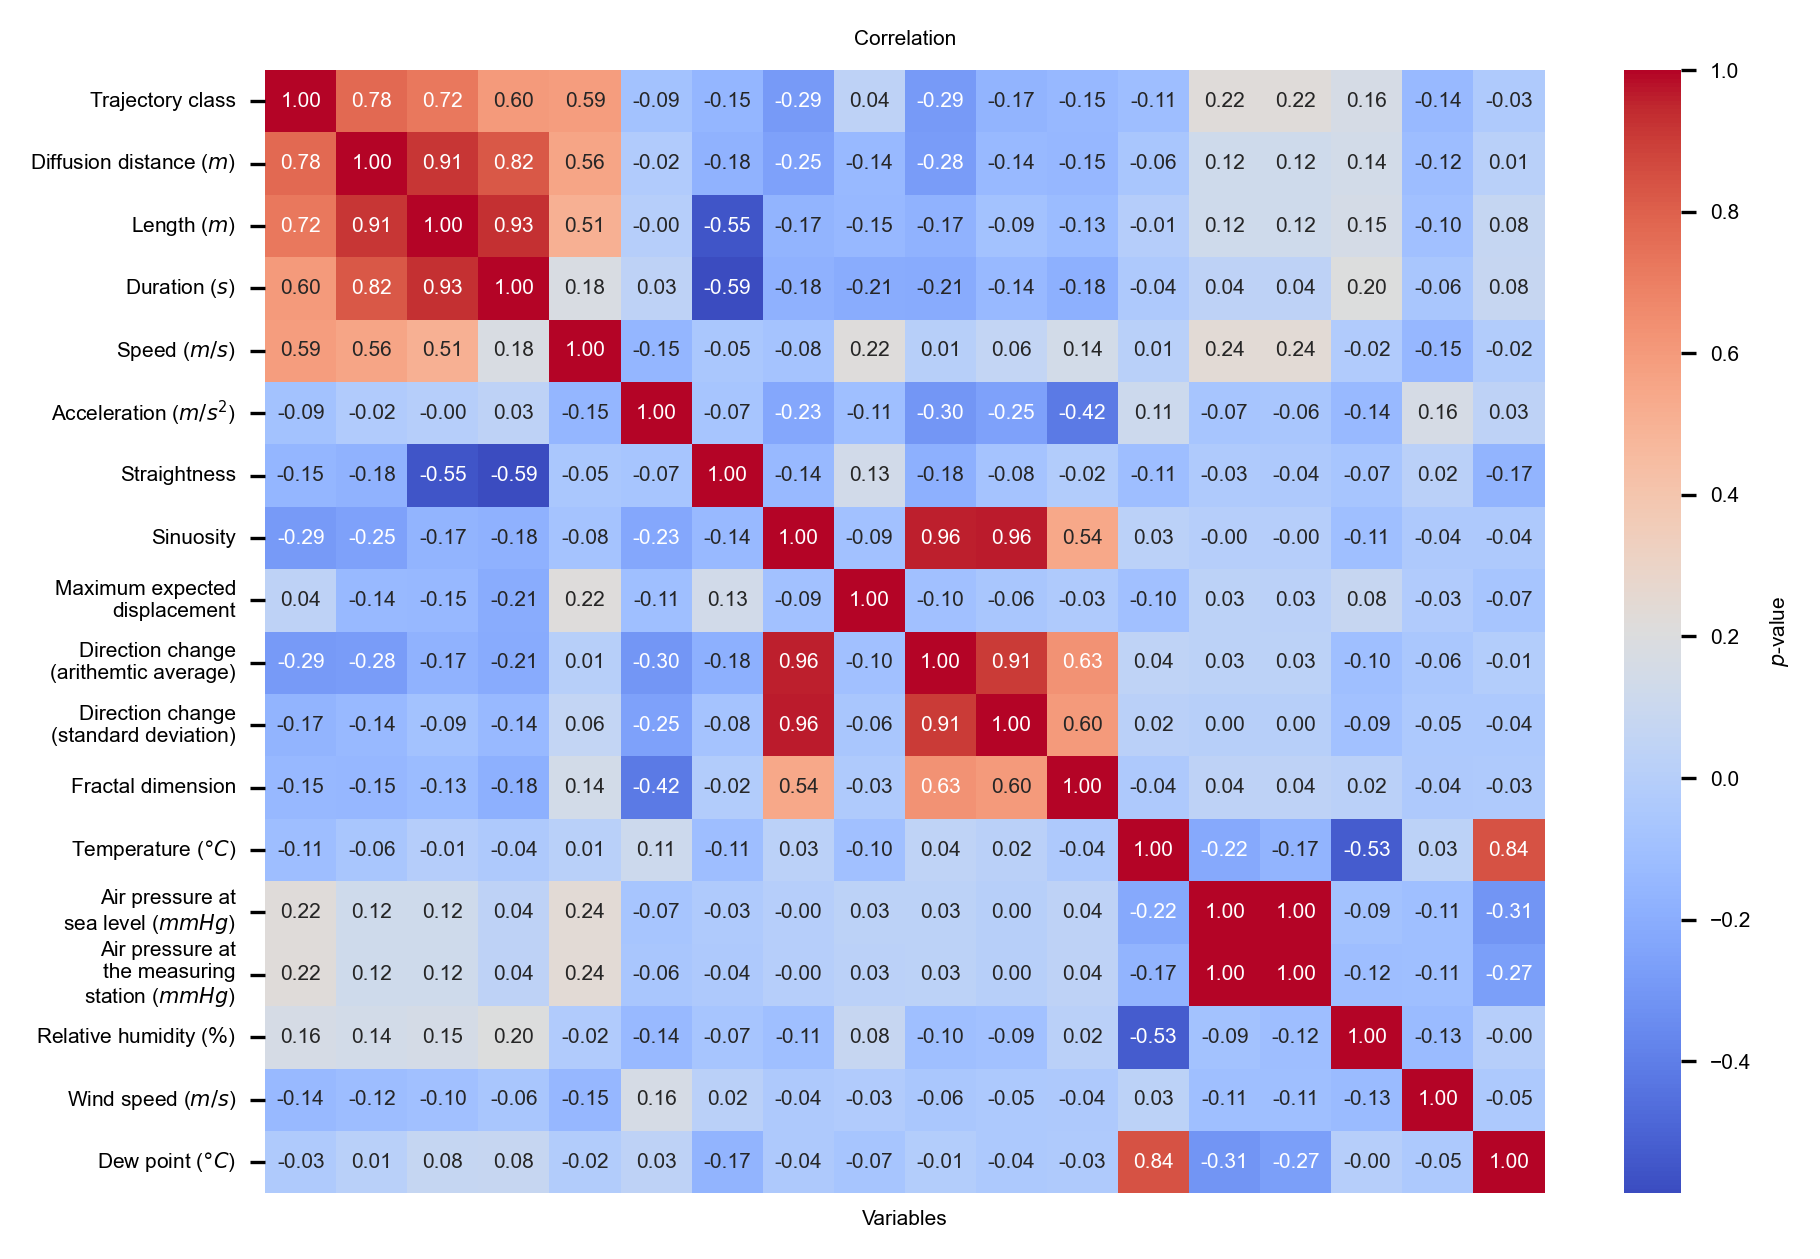 Correlation
Trajectory class 1.00 0.78 0.72 0.60 0.59 -0.09 -0.15 -0.29 0.04 -0.29 -0.17 -0.15 -0.11 0.22 0.22 0.16 -0.14 -0.03
Diffusion distance (m) 0.78 1.00 0.91 0.82 0.56 -0.02 -0.18 -0.25 -0.14 -0.28 -0.14 -0.15 -0.06 0.12 0.12 0.14 -0.12 0.01
Length (m) 0.72 0.91 1.00 0.93 0.51 -0.00 -0.55 -0.17 -0.15 -0.17 -0.09 -0.13 -0.01 0.12 0.12 0.15 -0.10 0.08
Duration (s) 0.60 0.82 0.93 1.00 0.18 0.03 -0.59 -0.18 -0.21 -0.21 -0.14 -0.18 -0.04 0.04 0.04 0.20 -0.06 0.08
Speed (m/s) 0.59 0.56 0.51 0.18 1.00 -0.15 -0.05 -0.08 0.22 0.01 0.06 0.14 0.01 0.24 0.24 -0.02 -0.15 -0.02
Acceleration (m/s²) -0.09 -0.02 -0.00 0.03 -0.15 1.00 -0.07 -0.23 -0.11 -0.30 -0.25 -0.42 0.11 -0.07 -0.06 -0.14 0.16 0.03
Straightness -0.15 -0.18 -0.55 -0.59 -0.05 -0.07 1.00 -0.14 0.13 -0.18 -0.08 -0.02 -0.11 -0.03 -0.04 -0.07 0.02 -0.17
Sinuosity -0.29 -0.25 -0.17 -0.18 -0.08 -0.23 -0.14 1.00 -0.09 0.96 0.96 0.54 0.03 -0.00 -0.00 -0.11 -0.04 -0.04
Maximum expected
displacement 0.04 -0.14 -0.15 -0.21 0.22 -0.11 0.13 -0.09 1.00 -0.10 -0.06 -0.03 -0.10 0.03 0.03 0.08 -0.03 -0.07
Direction change
(arithemtic average) -0.29 -0.28 -0.17 -0.21 0.01 -0.30 -0.18 0.96 -0.10 1.00 0.91 0.63 0.04 0.03 0.03 -0.10 -0.06 -0.01
Direction change
(standard deviation) -0.17 -0.14 -0.09 -0.14 0.06 -0.25 -0.08 0.96 -0.06 0.91 1.00 0.60 0.02 0.00 0.00 -0.09 -0.05 -0.04
Fractal dimension -0.15 -0.15 -0.13 -0.18 0.14 -0.42 -0.02 0.54 -0.03 0.63 0.60 1.00 -0.04 0.04 0.04 0.02 -0.04 -0.03
Temperature (°C) -0.11 -0.06 -0.01 -0.04 0.01 0.11 -0.11 0.03 -0.10 0.04 0.02 -0.04 1.00 -0.22 -0.17 -0.53 0.03 0.84
Air pressure at
sea level (mmHg) 0.22 0.12 0.12 0.04 0.24 -0.07 -0.03 -0.00 0.03 0.03 0.00 0.04 -0.22 1.00 1.00 -0.09 -0.11 -0.31
Air pressure at
the measuring
station (mmHg) 0.22 0.12 0.12 0.04 0.24 -0.06 -0.04 -0.00 0.03 0.03 0.00 0.04 -0.17 1.00 1.00 -0.12 -0.11 -0.27
Relative humidity (%) 0.16 0.14 0.15 0.20 -0.02 -0.14 -0.07 -0.11 0.08 -0.10 -0.09 0.02 -0.53 -0.09 -0.12 1.00 -0.13 -0.00
Wind speed (m/s) -0.14 -0.12 -0.10 -0.06 -0.15 0.16 0.02 -0.04 -0.03 -0.06 -0.05 -0.04 0.03 -0.11 -0.11 -0.13 1.00 -0.05
Dew point (°C) -0.03 0.01 0.08 0.08 -0.02 0.03 -0.17 -0.04 -0.07 -0.01 -0.04 -0.03 0.84 -0.31 -0.27 -0.00 -0.05 1.00
Variables
1.0
0.8
0.6
0.4
0.2
0.0
−0.2
−0.4
p-value